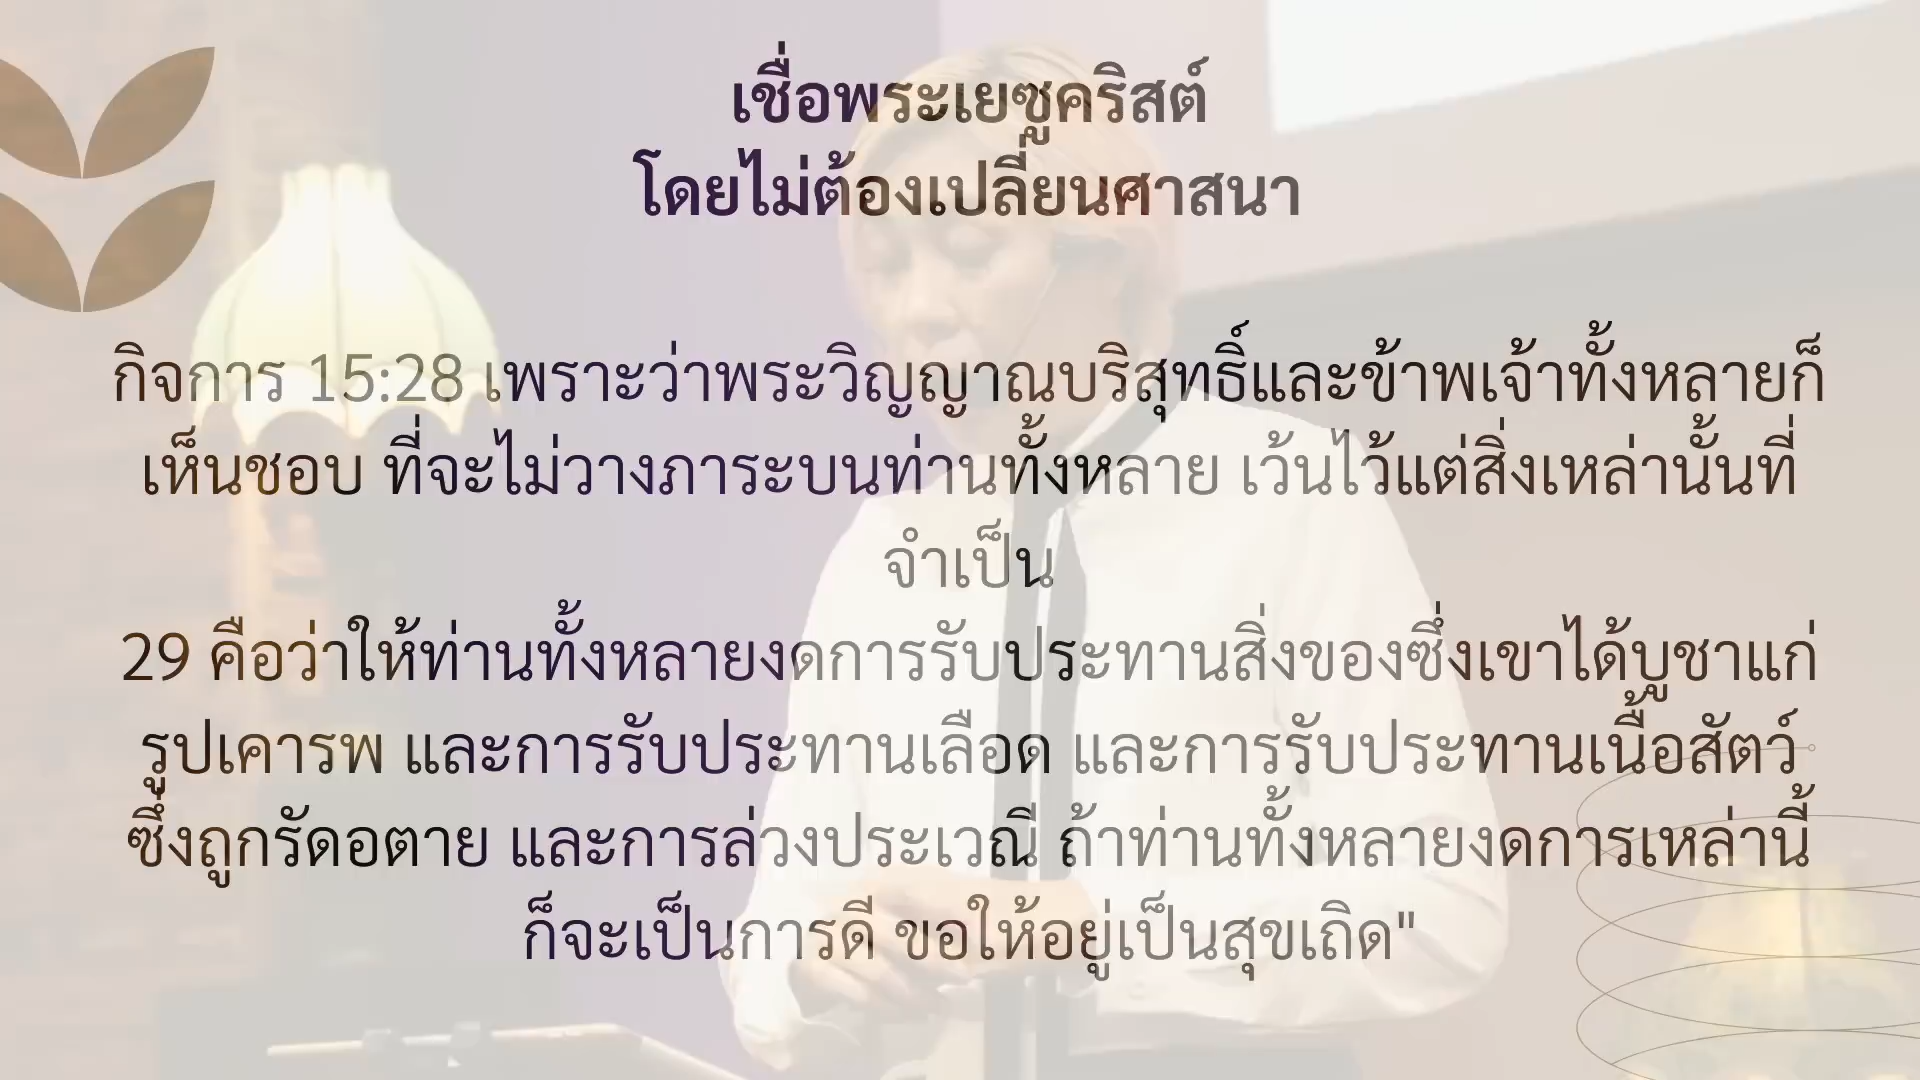 เชื่อพระเยซูคริสต์
โดยไม่ต้องเปลี่ยนศาสนา
กิจการ 15:28 เพราะว่าพระวิญญาณบริสุทธิ์และข้าพเจ้าทั้งหลายก็
เห็นชอบ ที่จะไม่วางภาระบนท่านทั้งหลาย เว้นไว้แต่สิ่งเหล่านั้นที่
จำเป็น
29 คือว่าให้ท่านทั้งหลายงดการรับประทานสิ่งของซึ่งเขาได้บูชาแก่
รูปเคารพ และการรับประทานเลือด และการรับประทานเนื้อสัตว์
ซึ่งถูกรัดอตาย และการล่วงประเวณี ถ้าท่านทั้งหลายงดการเหล่านี้
ก็จะเป็นการดี ขอให้อยู่เป็นสุขเถิด"